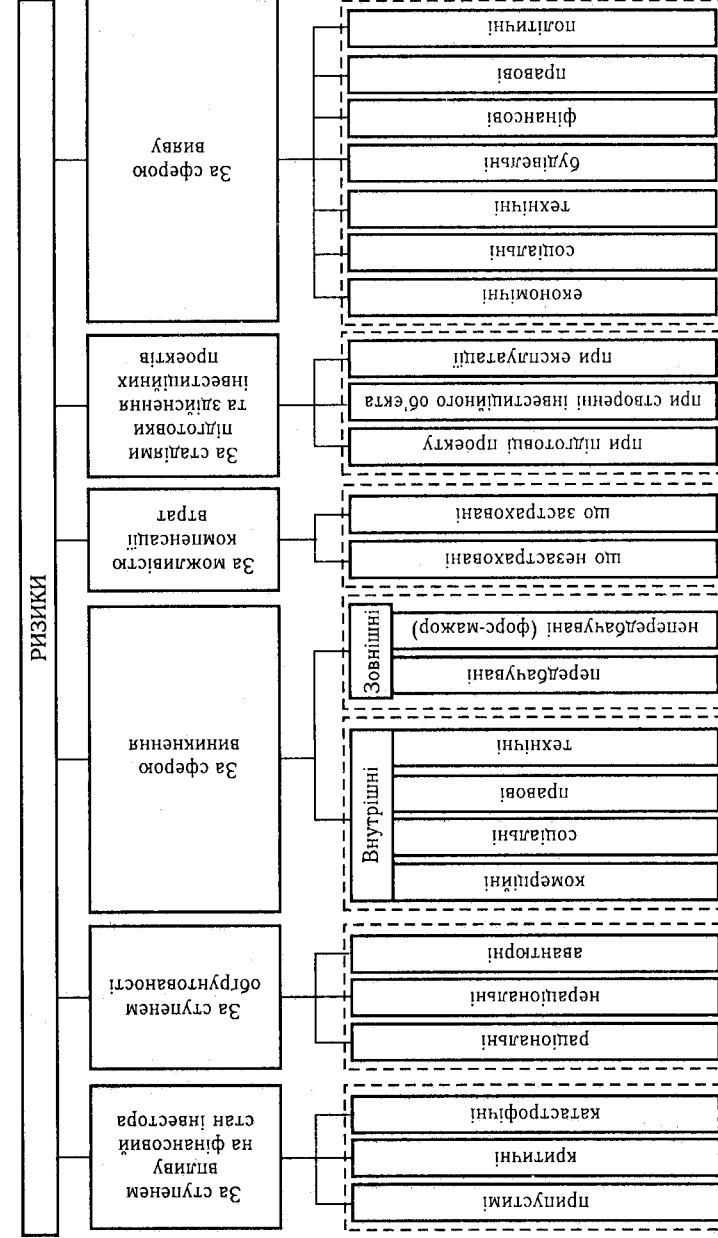 РИЗИКИ
За ступенем
впливу
на фінансовий
стан інвестора
припустимі
критичні
катастрофічні
За ступенем
обґрунтованості
раціональні
нераціональні
авантюрні
За сферою
виникнення
Внутрішні
комерційні
соціальні
правові
технічні
Зовнішні
передбачувані
непередбачувані (форс-мажор)
За можливістю
компенсації
втрат
що незастраховані
що застраховані
За стадіями
підготовки
та здійснення
інвестиційних
проектів
при підготовці проекту
при створенні інвестиційного об'єкта
при експлуатації
За сферою
вияву
економічні
соціальні
технічні
будівельні
фінансові
правові
політичні